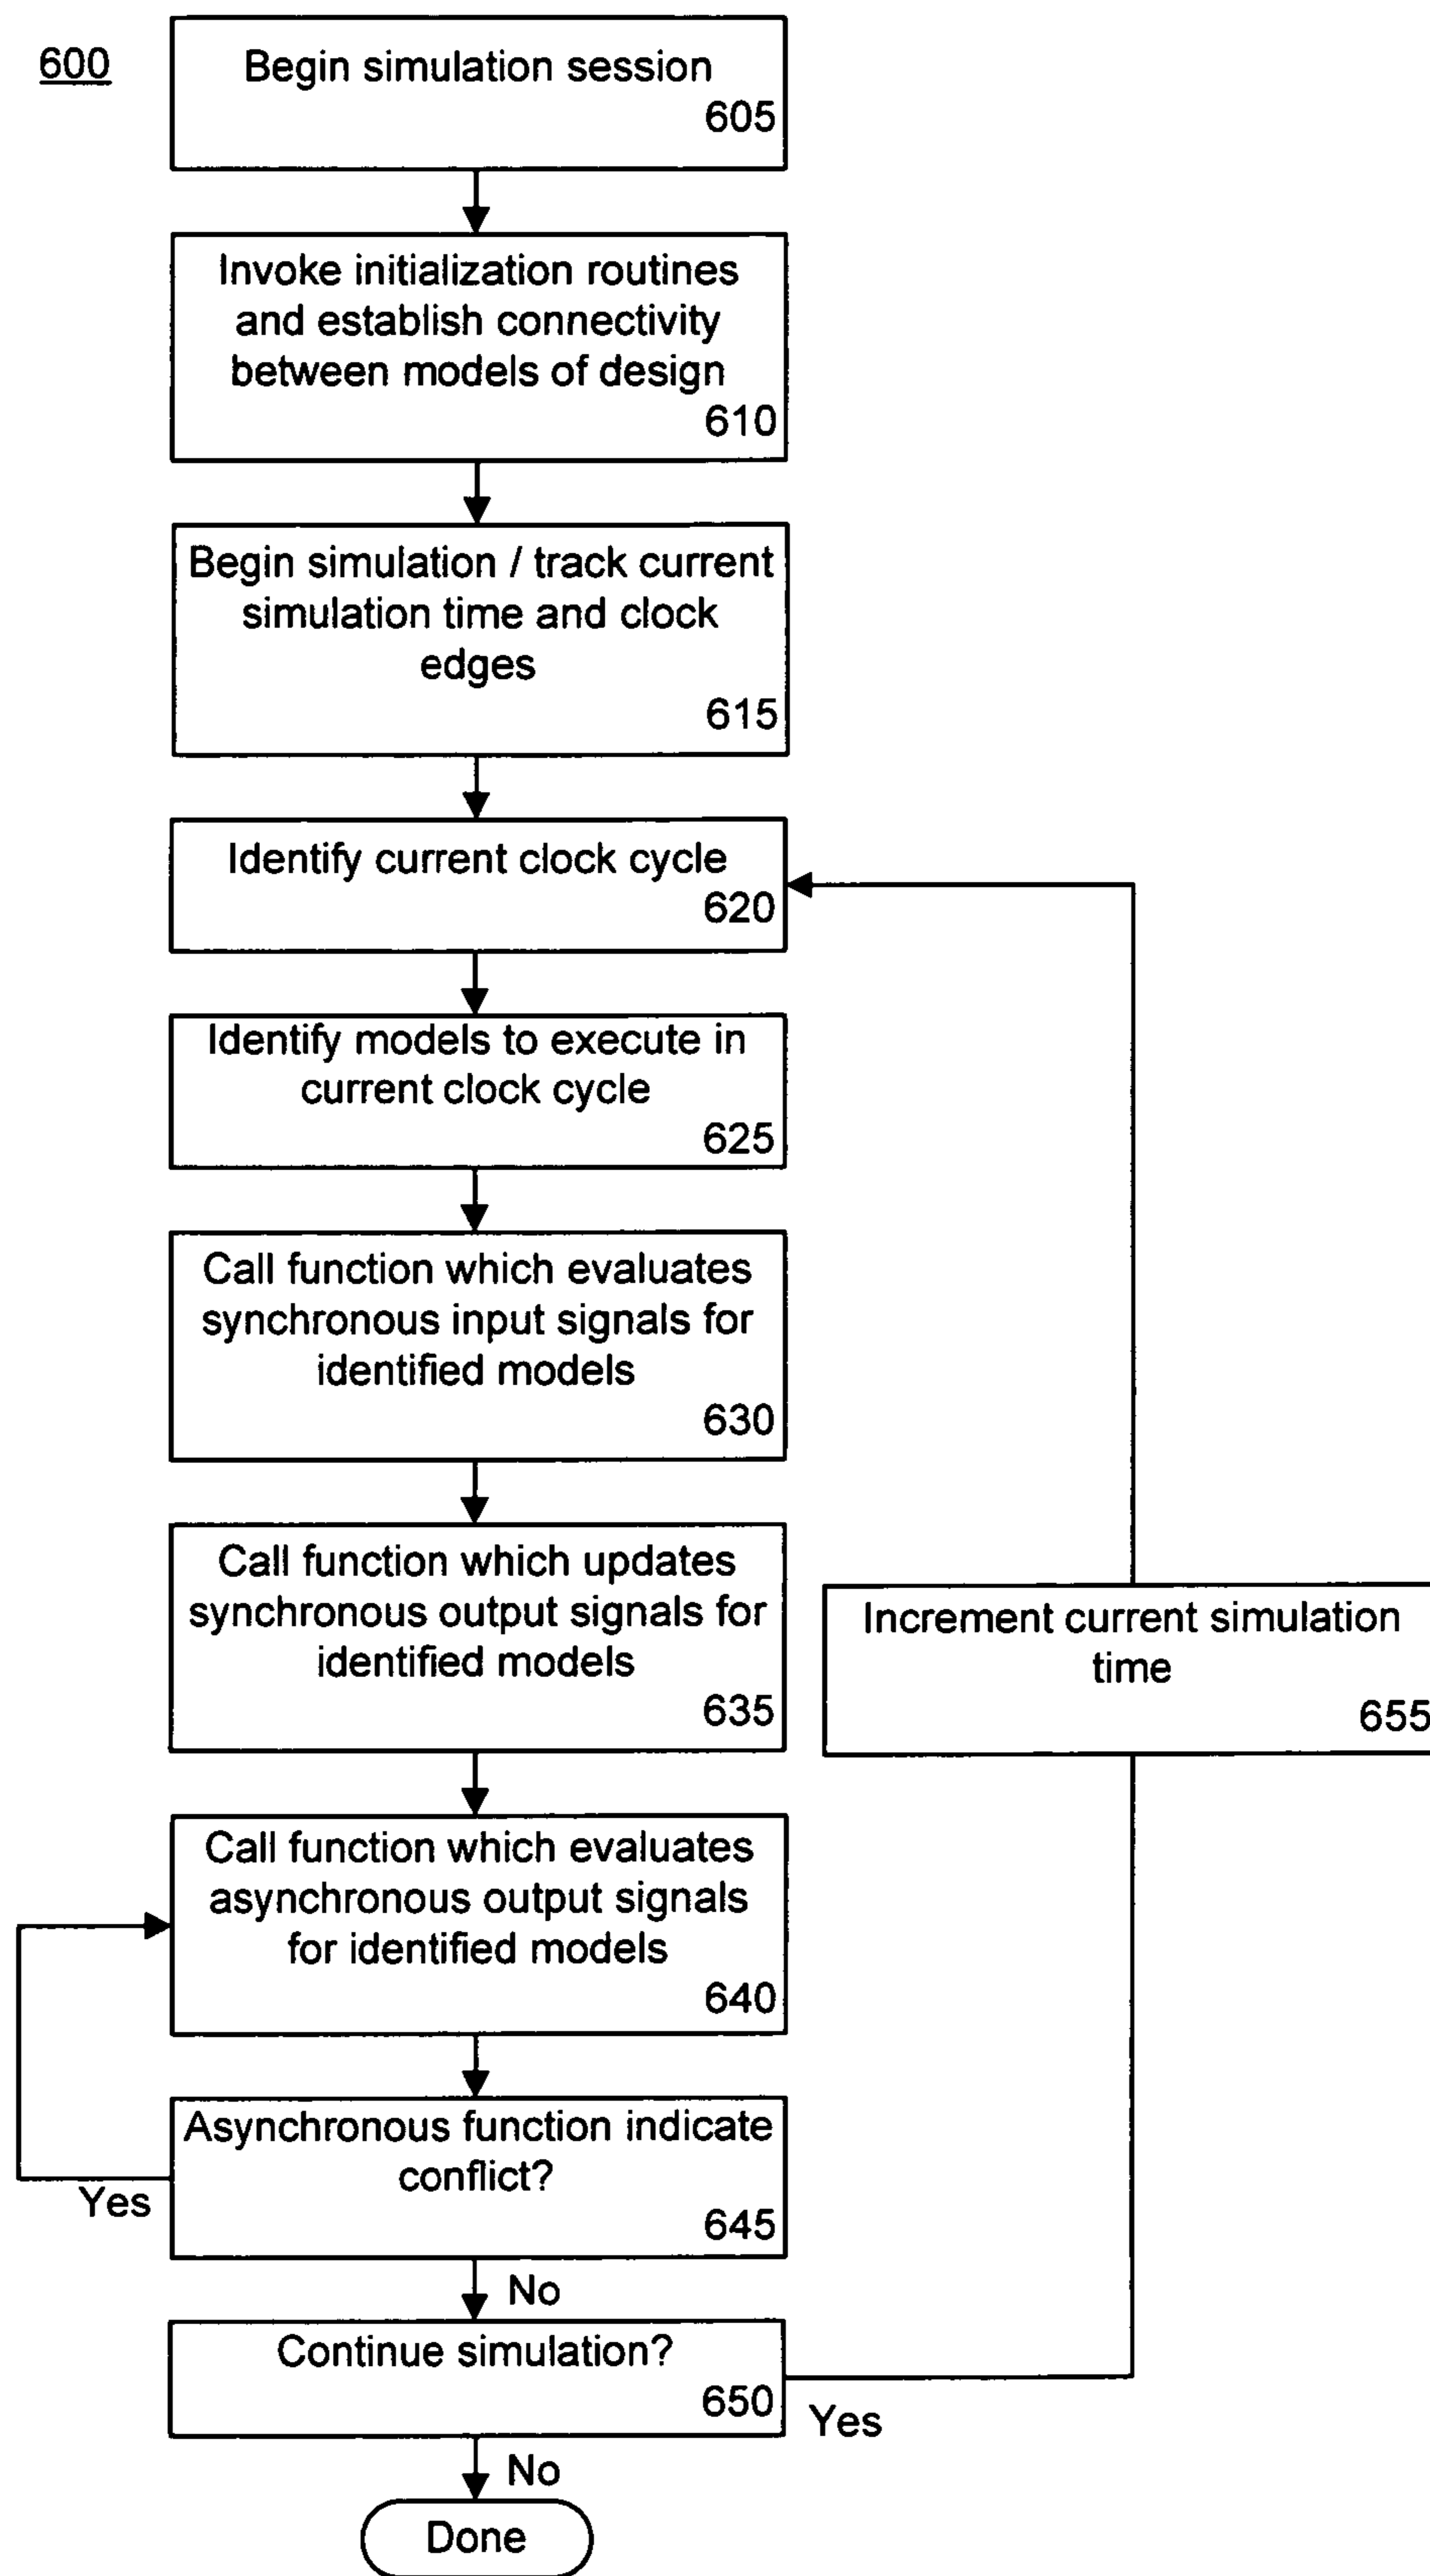 600
Begin simulation session
605
Invoke initialization routines
and establish connectivity
between models of design
610
Begin simulation / track current
simulation time and clock
edges
615
Identify current clock cycle
620
Identify models to execute in
current clock cycle
625
Call function which evaluates
synchronous input signals for
identified models
630
Call function which updates
synchronous output signals for
identified models
635
Increment current simulation
time
655
Call function which evaluates
asynchronous output signals
for identified models
640
Asynchronous function indicate
conflict?
645
Yes
No
Continue simulation?
650
Yes
No
Done